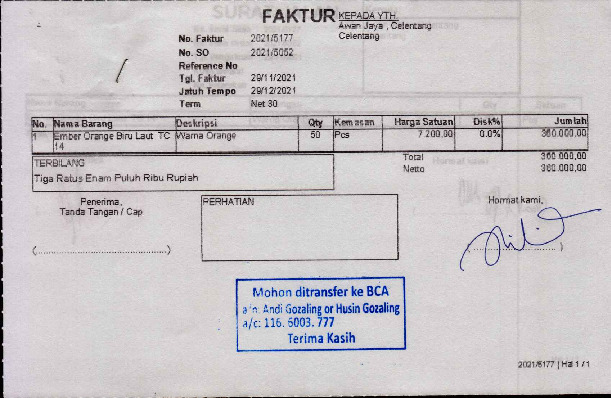 FAKTUR
KEPADA YTH.
Awan Jaya , Celentang
Celentang
No. Faktur 2021/5177
No. SO 2021/5052
Reference No
Tgl. Faktur 29/11/2021
Jatuh Tempo 29/12/2021
Term Net 30
No. Nama Barang Deskripsi Qty Kemasan Harga Satuan Disk% Jumlah
1 Ember Orange Biru Laut TC Warna Orange 50 Pcs 7.200,00 0.0% 360.000,00
14
TERBILANG Total 360.000,00
Netto 360.000,00
Tiga Ratus Enam Puluh Ribu Rupiah
Penerima, PERHATIAN Hormat kami,
Tanda Tangan / Cap
(..........................................) (..........................)
Mohon ditransfer ke BCA
a/n: Andi Gozaling or Husin Gozaling
a/c: 116. 6003. 777
Terima Kasih
2021/5177 | Hal 1 / 1